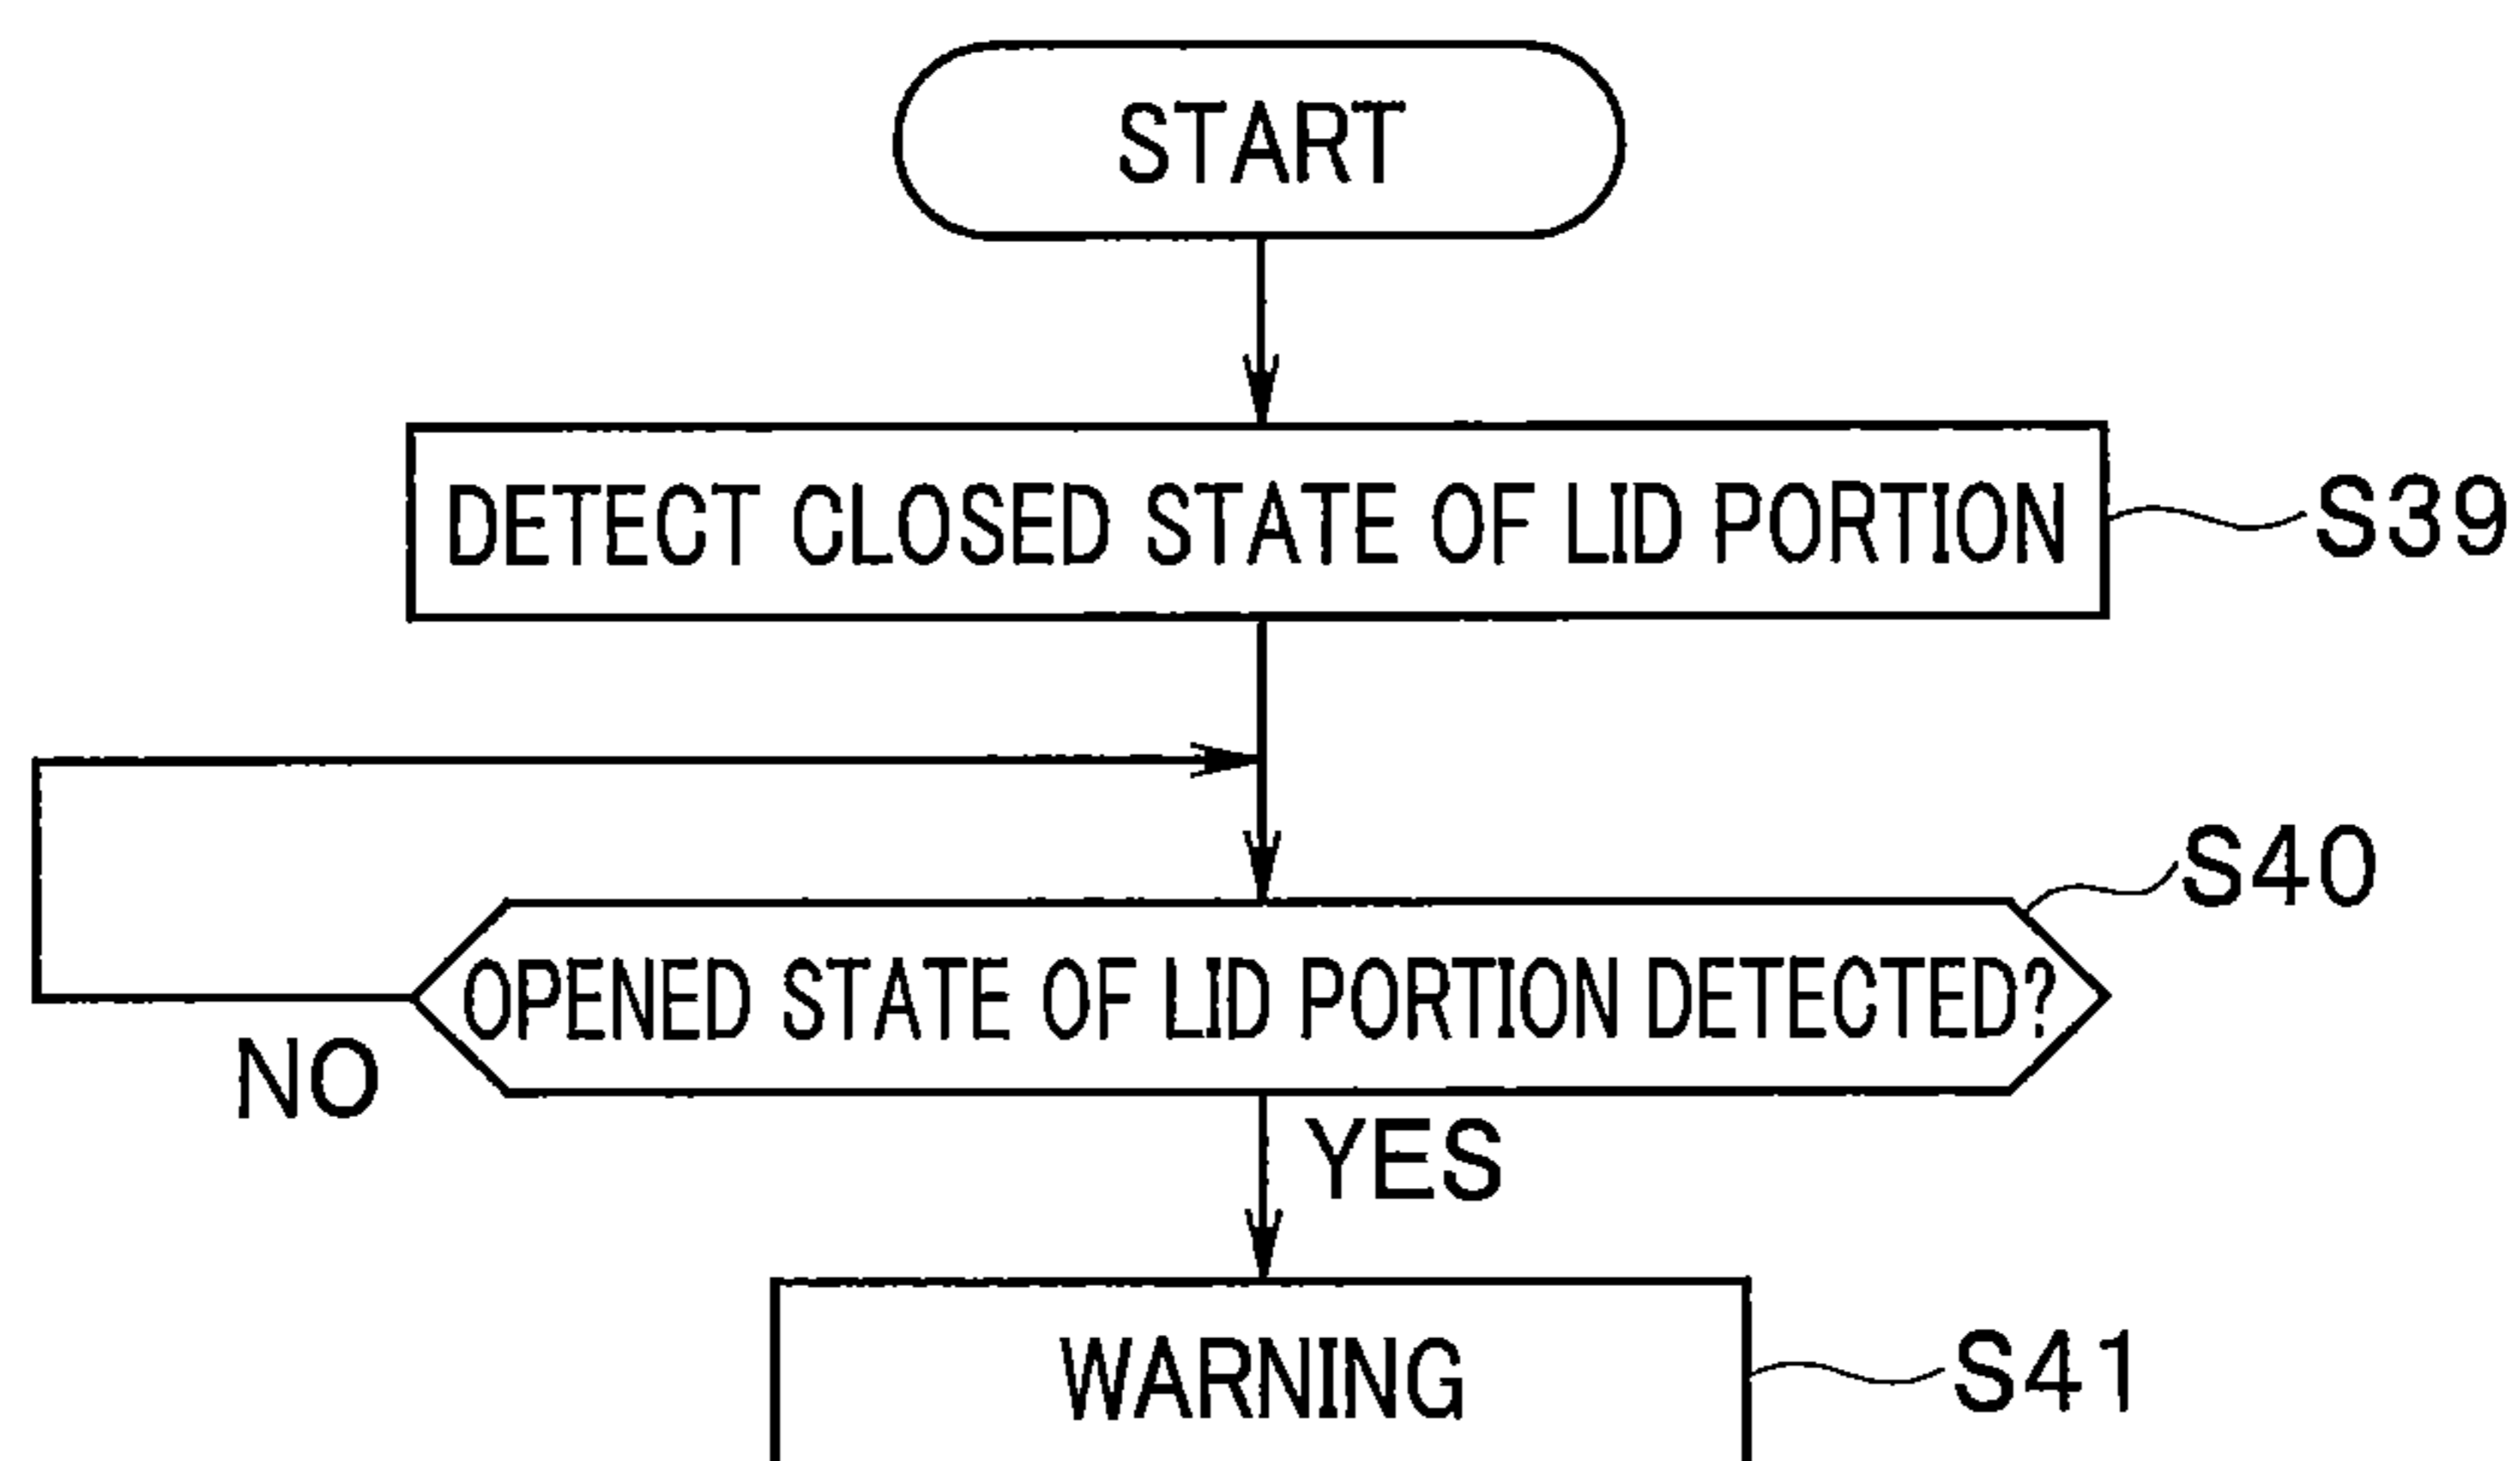 START
DETECT CLOSED STATE OF LID PORTION
S39
S40
OPENED STATE OF LID PORTION DETECTED?
NO
YES
WARNING
S41